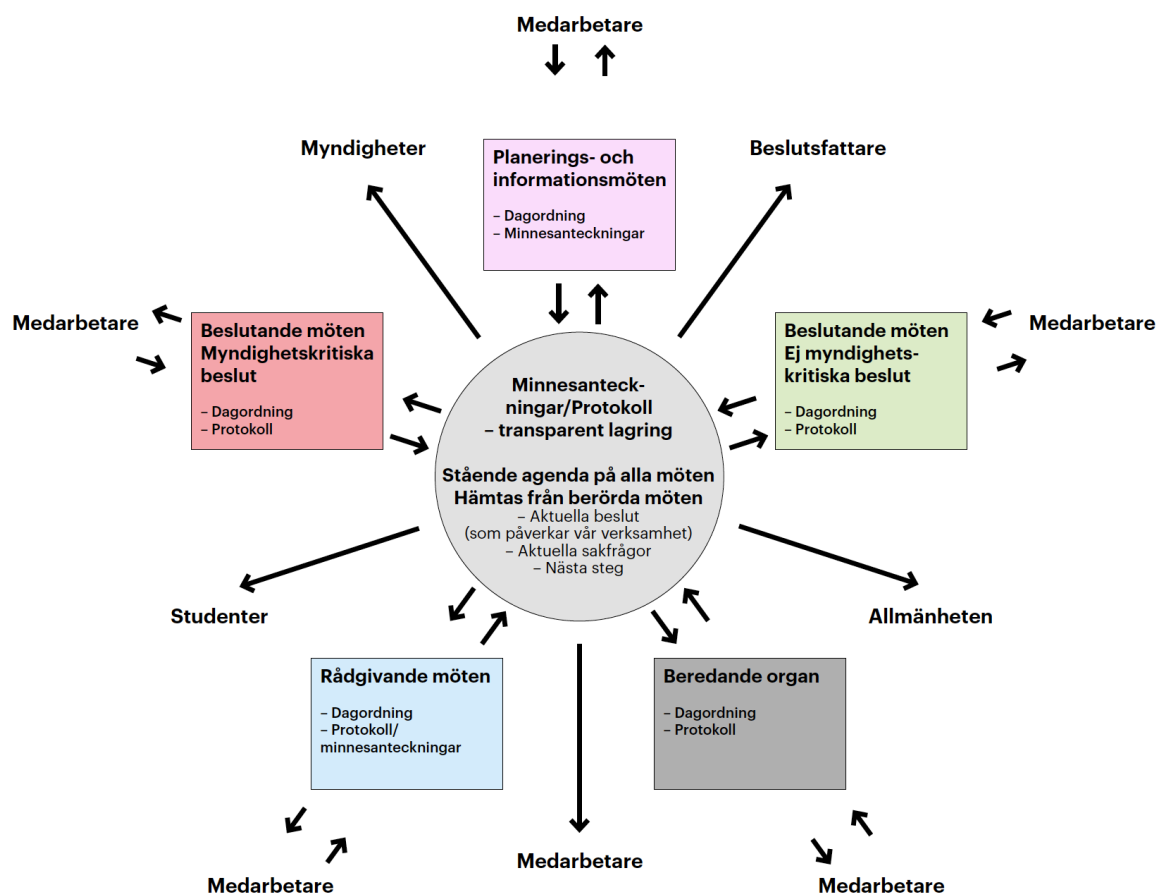 Medarbetare
Myndigheter
Beslutsfattare
Planerings- och
informationsmöten
– Dagordning
– Minnesanteckningar
Medarbetare
Beslutande möten
Myndighetskritiska
beslut
– Dagordning
– Protokoll
Beslutande möten
Ej myndighets-
kritiska beslut
– Dagordning
– Protokoll
Medarbetare
Minnesanteck-
ningar/Protokoll
– transparent lagring
Stående agenda på alla möten
Hämtas från berörda möten
– Aktuella beslut
(som påverkar vår verksamhet)
– Aktuella sakfrågor
– Nästa steg
Studenter
Allmänheten
Rådgivande möten
– Dagordning
– Protokoll/
minnesanteckningar
Beredande organ
– Dagordning
– Protokoll
Medarbetare
Medarbetare
Medarbetare